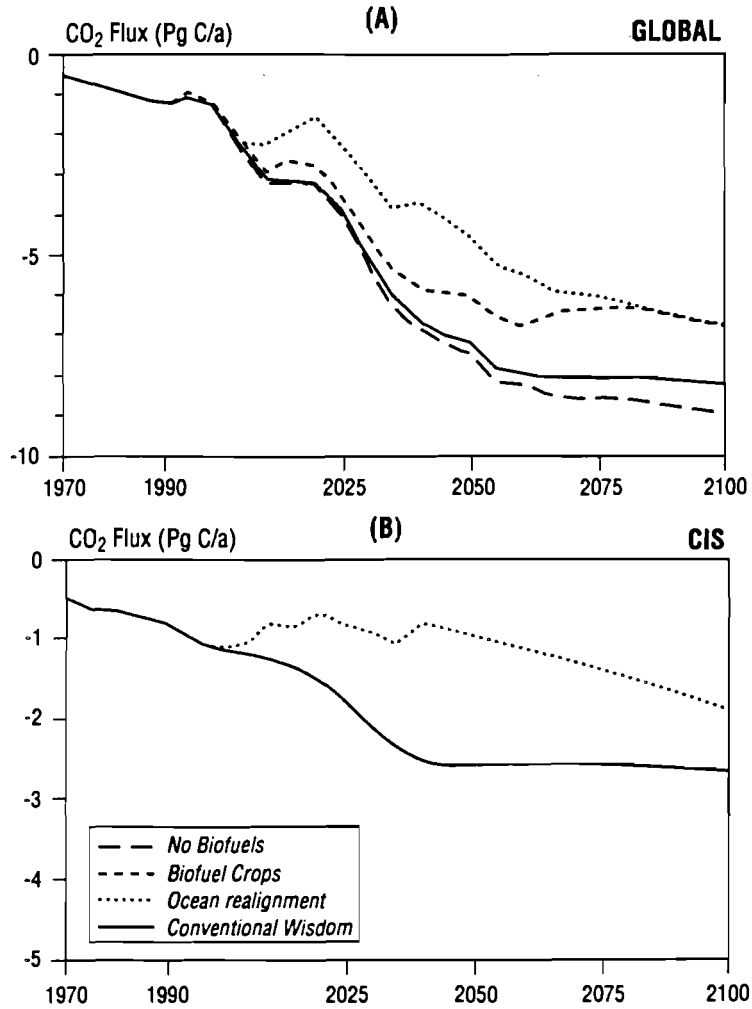 CO2 Flux (Pg C/a) (A) GLOBAL
0
-5
-10
1970 1990 2025 2050 2075 2100
CO2 Flux (Pg C/a) (B) CIS
0
-1
-2
-3
-4
-5
No Biofuels
Biofuel Crops
Ocean realignment
Conventional Wisdom
1970 1990 2025 2050 2075 2100